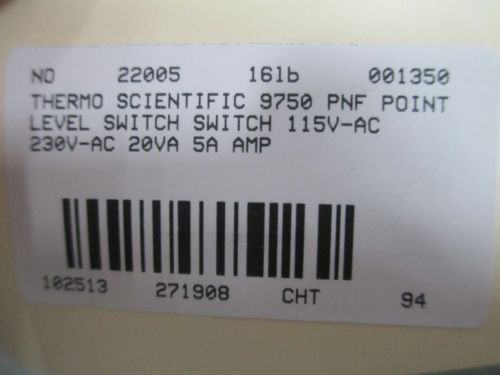 NO 22005 16lb 001350
THERMO SCIENTIFIC 9750 PNF POINT
LEVEL SWITCH SWITCH 115V-AC
230V-AC 20VA 5A AMP
102513 271908 CHT 94